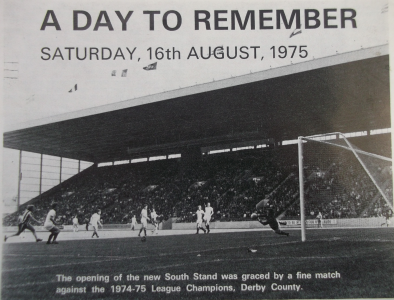 A DAY TO REMEMBER
SATURDAY, 16th AUGUST, 1975
The opening of the new South Stand was graced by a fine match
against the 1974-75 League Champions, Derby County.